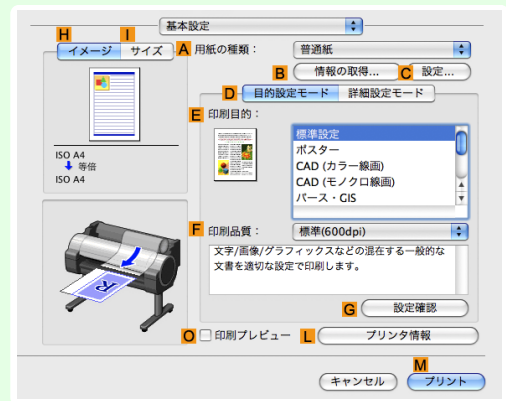 基本設定
H I
イメージ サイズ
A 用紙の種類： 普通紙
B 情報の取得... C 設定...
D 目的設定モード 詳細設定モード
E 印刷目的：
標準設定
ポスター
CAD (カラー線画)
CAD (モノクロ線画)
パース・GIS
ISO A4
等倍
ISO A4
F 印刷品質： 標準(600dpi)
文字/画像/グラフィックスなどの混在する一般的な
文書を適切な設定で印刷します。
R
G 設定確認
O 印刷プレビュー L プリンタ情報
M
キャンセル プリント